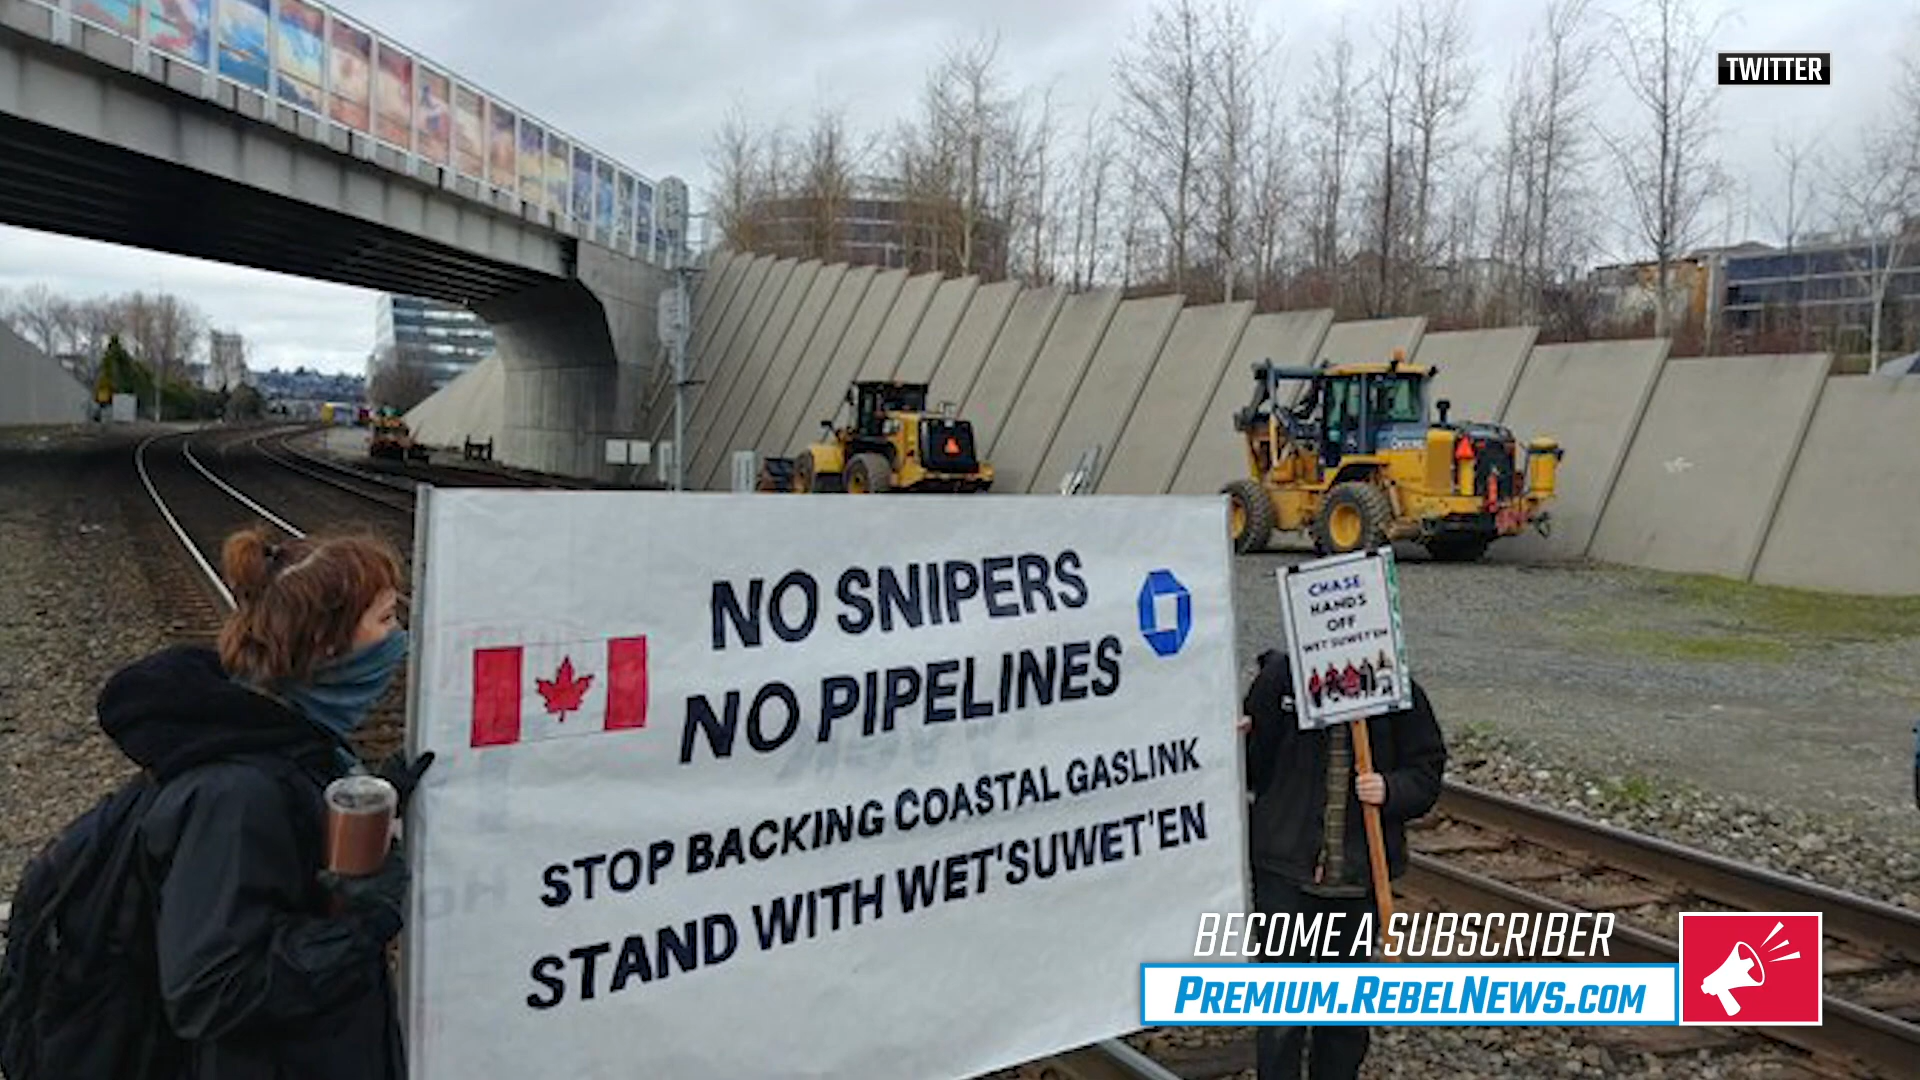 TWITTER
NO SNIPERS
NO PIPELINES
STOP BACKING COASTAL GASLINK
STAND WITH WET'SUWET'EN
CHASE:
HANDS
OFF
WET'SUWET'EN
BECOME A SUBSCRIBER
PREMIUM.REBELNEWS.COM